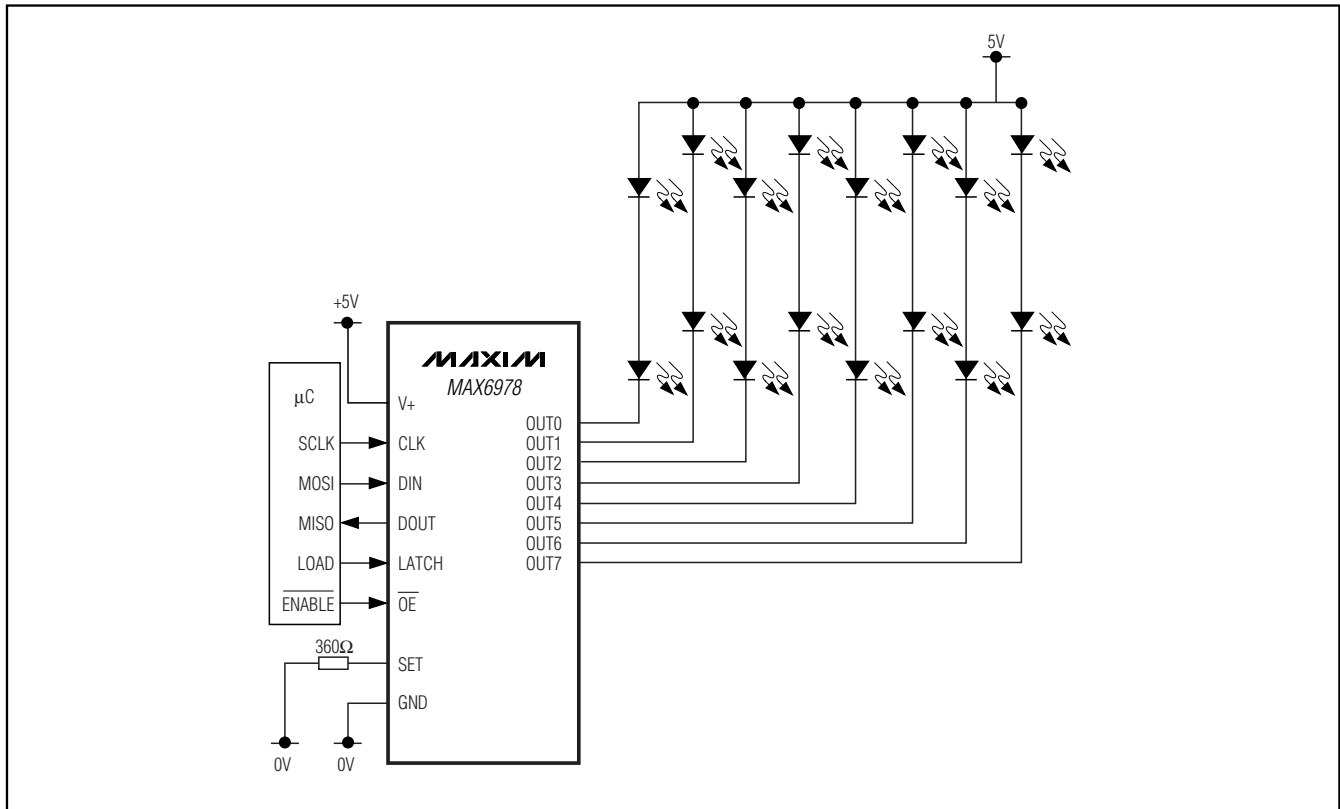 5V
+5V
MAXIM
MAX6978
µC
V+
SCLK
CLK
MOSI
DIN
MISO
DOUT
LOAD
LATCH
ENABLE
OE
OUT0
OUT1
OUT2
OUT3
OUT4
OUT5
OUT6
OUT7
360Ω
SET
GND
0V
0V